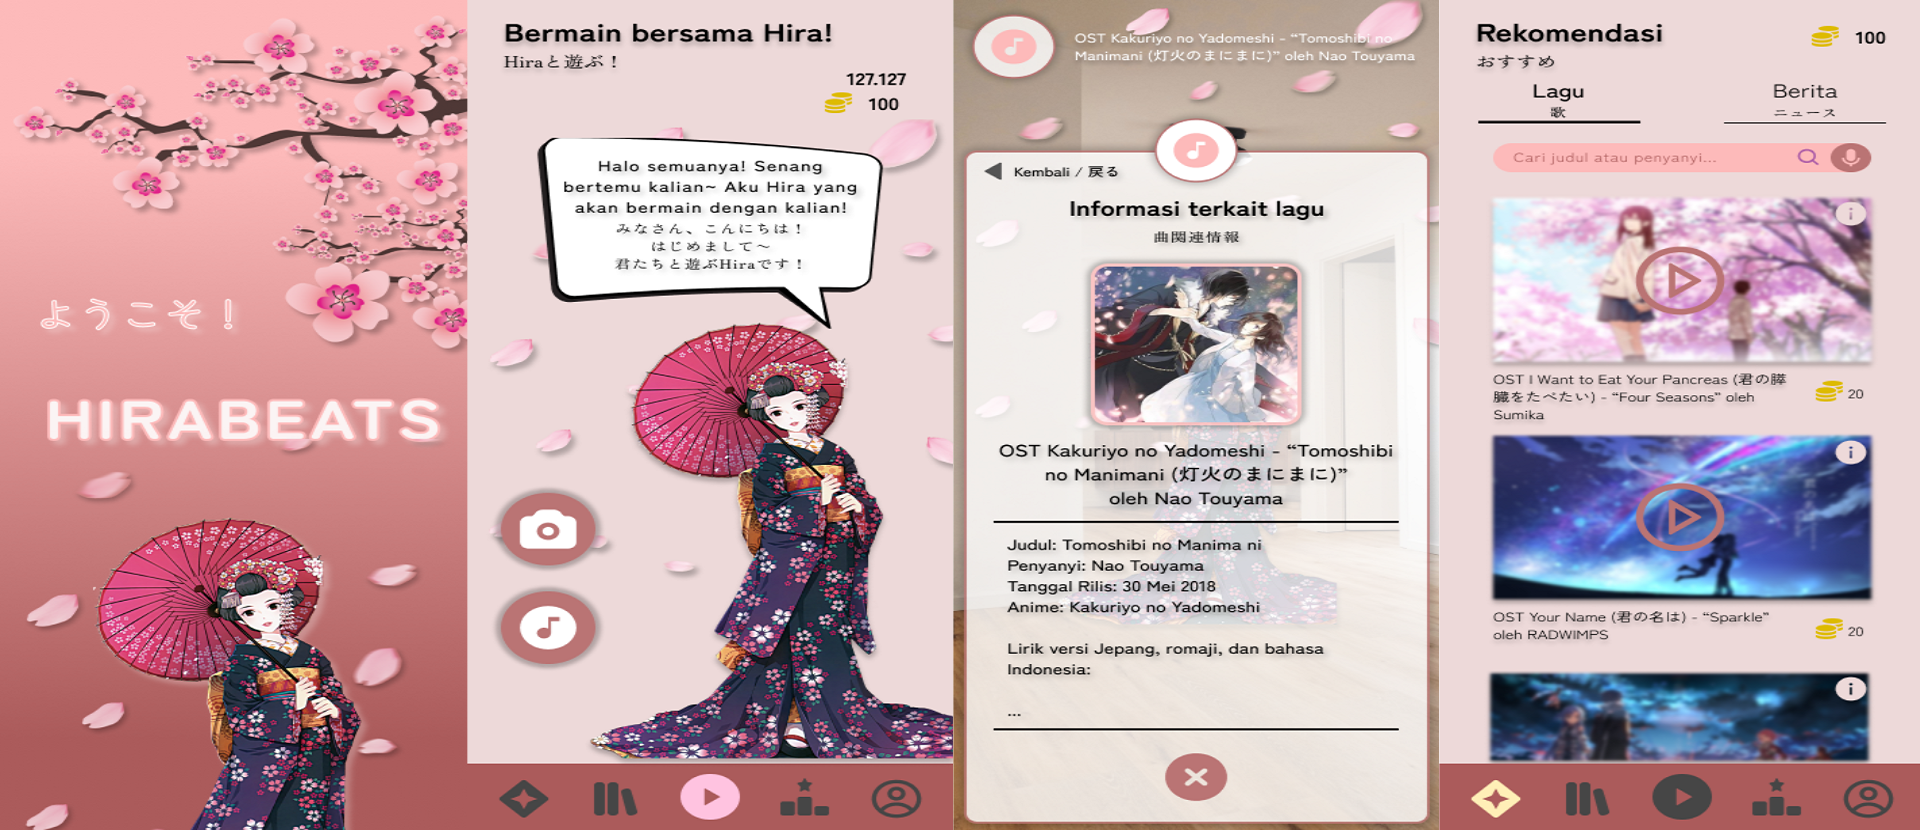 ようこそ！
HIRABEATS
Bermain bersama Hira!
Hiraと遊ぶ！
127.127
100
Halo semuanya! Senang
bertemu kalian~ Aku Hira yang
akan bermain dengan kalian!
みなさん、こんにちは！
はじめまして～
君たちと遊ぶHiraです！
OST Kakuriyo no Yadomeshi - “Tomoshibi no
Manimani (灯火のまにまに)” oleh Nao Touyama
Kembali / 戻る
Informasi terkait lagu
曲関連情報
OST Kakuriyo no Yadomeshi - “Tomoshibi
no Manimani (灯火のまにまに)”
oleh Nao Touyama
Judul: Tomoshibi no Manima ni
Penyanyi: Nao Touyama
Tanggal Rilis: 30 Mei 2018
Anime: Kakuriyo no Yadomeshi
Lirik versi Jepang, romaji, dan bahasa
Indonesia:
...
Rekomendasi
おすすめ
100
Lagu
歌
Berita
ニュース
Cari judul atau penyanyi...
OST I Want to Eat Your Pancreas (君の膵
臓をたべたい) - “Four Seasons” oleh
Sumika
20
OST Your Name (君の名は) - “Sparkle”
oleh RADWIMPS
20